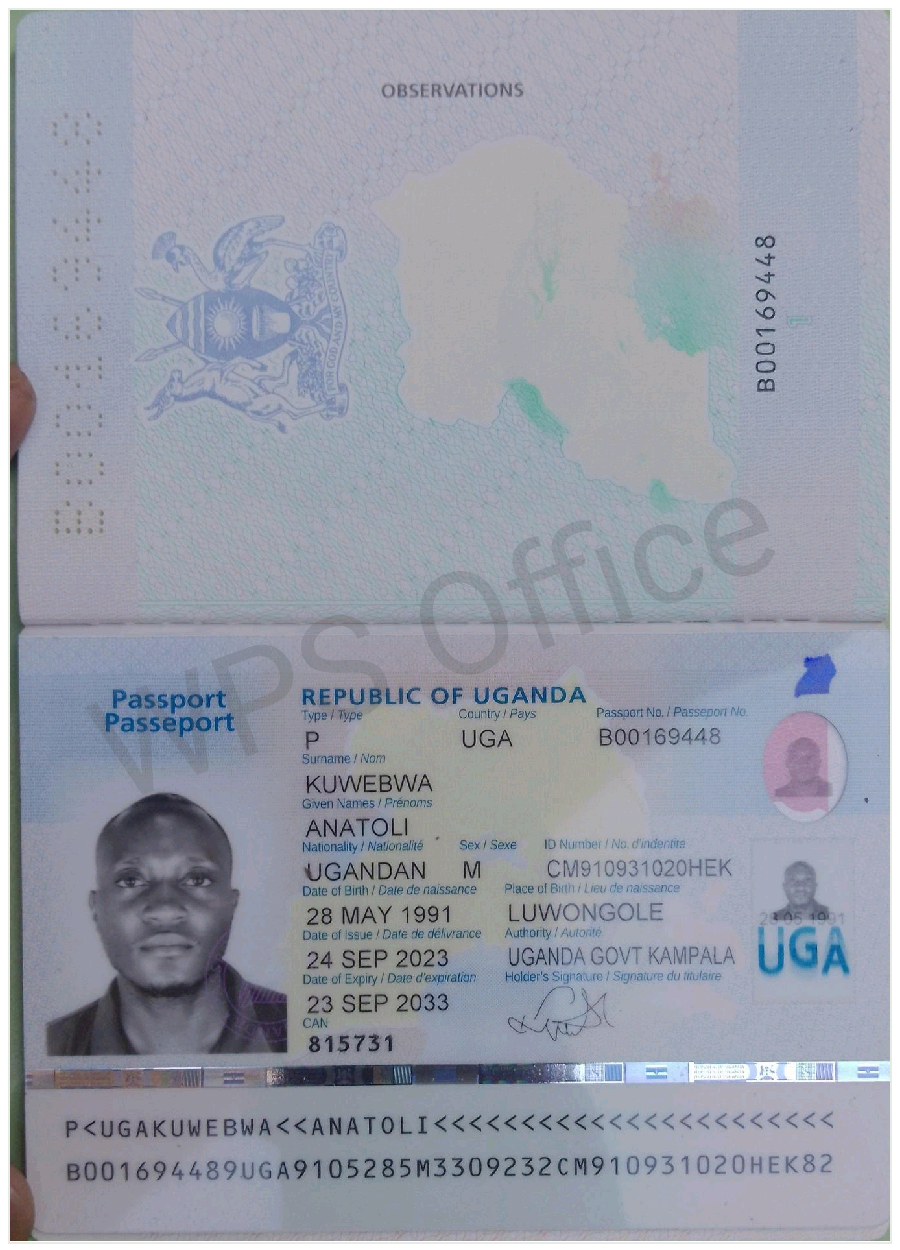 OBSERVATIONS
B00169448
FOR GOD AND MY COUNTRY
B00169448
1
WPS Office
Passport
Passeport
REPUBLIC OF UGANDA
Type / Type Country / Pays Passport No. / Passeport No.
P UGA B00169448
Surname / Nom
KUWEBWA
Given Names / Prénoms
ANATOLI
Nationality / Nationalité Sex / Sexe ID Number / No. d'indentité
UGANDAN M CM910931020HEK
Date of Birth / Date de naissance Place of Birth / Lieu de naissance
28 MAY 1991 LUWONGOLE
Date of Issue / Date de délivrance Authority / Autorité
24 SEP 2023 UGANDA GOVT KAMPALA
Date of Expiry / Date d'expiration Holder's Signature / Signature du titulaire
23 SEP 2033
CAN
815731
28 05 1991
UGA
P<UGAKUWEBWA<<ANATOLI<<<<<<<<<<<<<<<<<<<<<<<
B001694489UGA9105285M3309232CM910931020HEK82